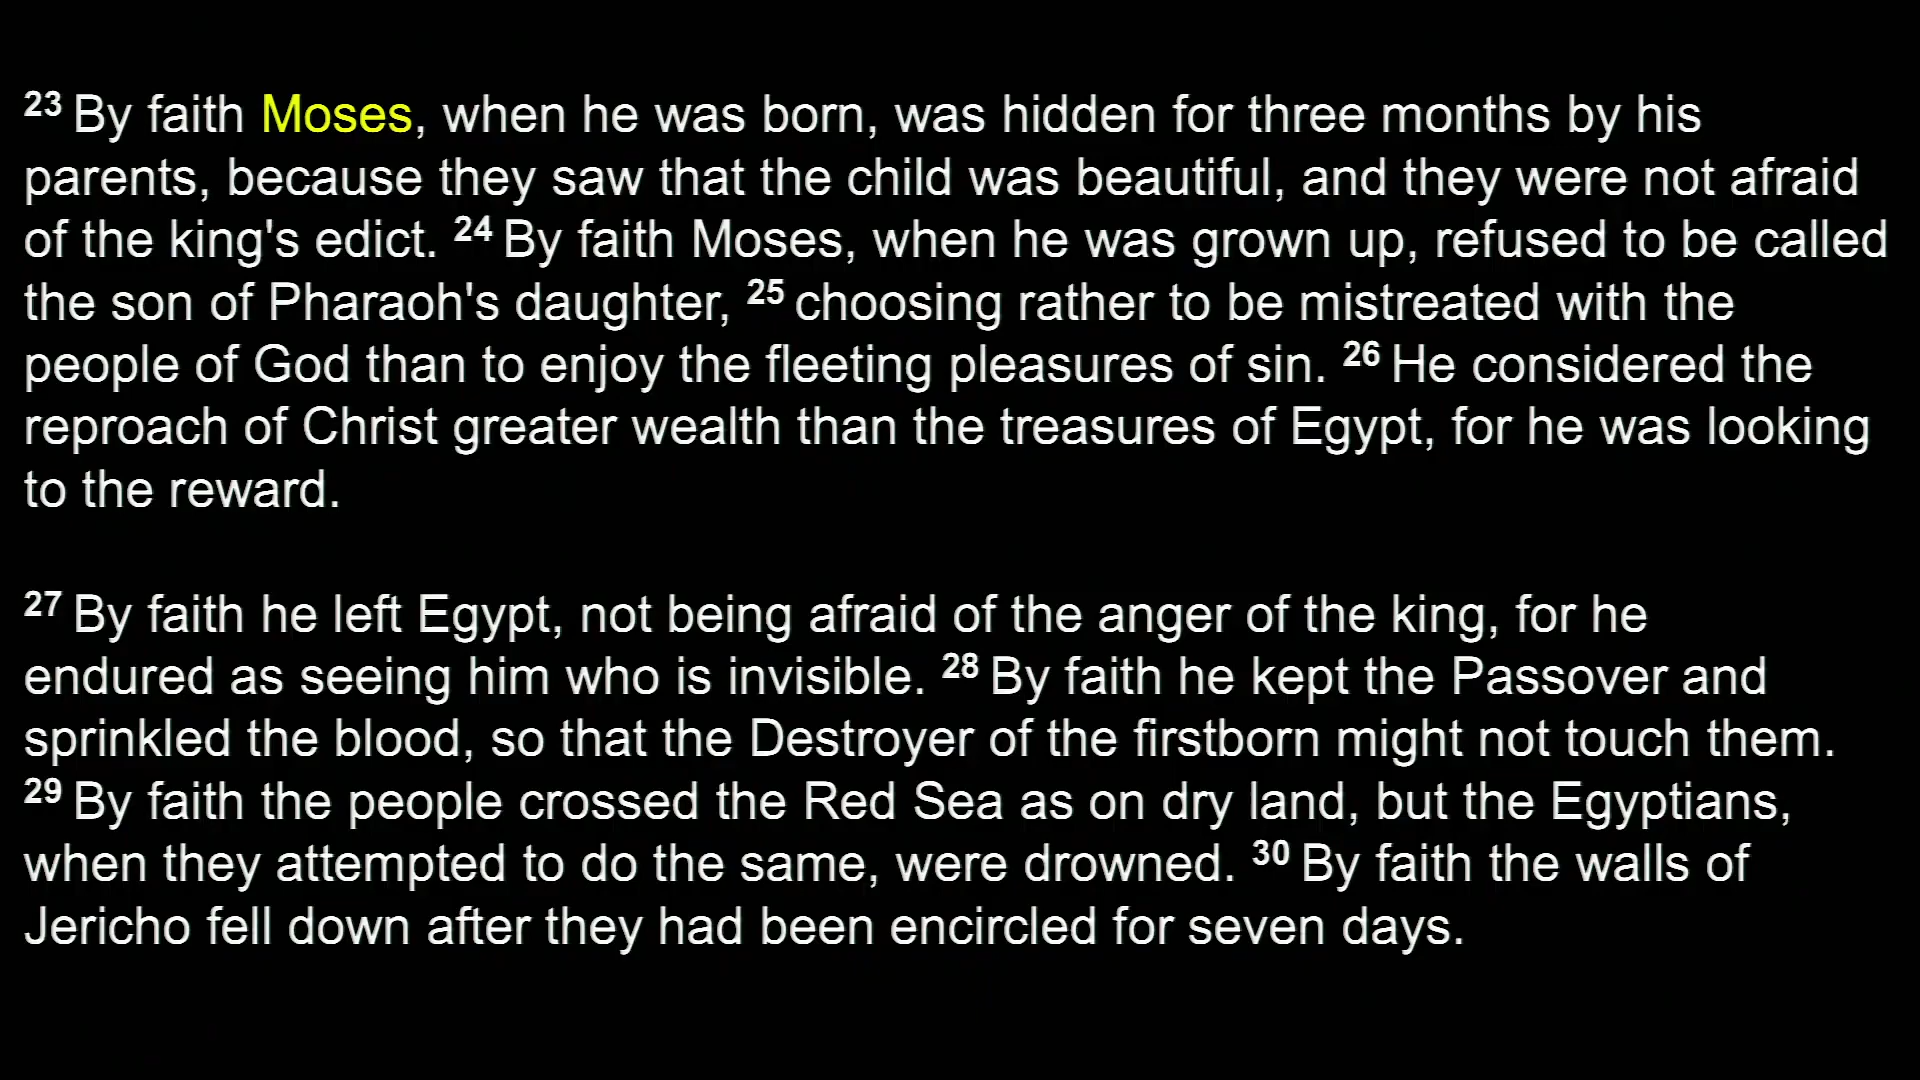 23 By faith Moses, when he was born, was hidden for three months by his
parents, because they saw that the child was beautiful, and they were not afraid
of the king's edict. 24 By faith Moses, when he was grown up, refused to be called
the son of Pharaoh's daughter, 25 choosing rather to be mistreated with the
people of God than to enjoy the fleeting pleasures of sin. 26 He considered the
reproach of Christ greater wealth than the treasures of Egypt, for he was looking
to the reward.
27 By faith he left Egypt, not being afraid of the anger of the king, for he
endured as seeing him who is invisible. 28 By faith he kept the Passover and
sprinkled the blood, so that the Destroyer of the firstborn might not touch them.
29 By faith the people crossed the Red Sea as on dry land, but the Egyptians,
when they attempted to do the same, were drowned. 30 By faith the walls of
Jericho fell down after they had been encircled for seven days.